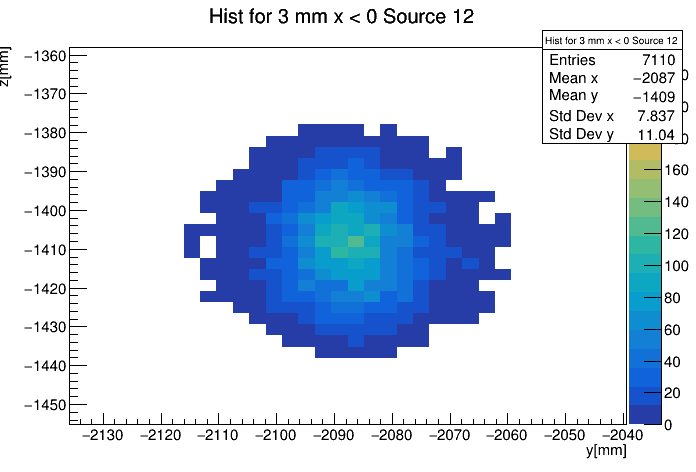 Hist for 3 mm x < 0 Source 12
Hist for 3 mm x < 0 Source 12
Entries 7110
Mean x −2087
Mean y −1409
Std Dev x 7.837
Std Dev y 11.04
z[mm]
−1360
−1370
−1380
−1390
−1400
−1410
−1420
−1430
−1440
−1450
−2130 −2120 −2110 −2100 −2090 −2080 −2070 −2060 −2050 −2040
y[mm]
160
140
120
100
80
60
40
20
0